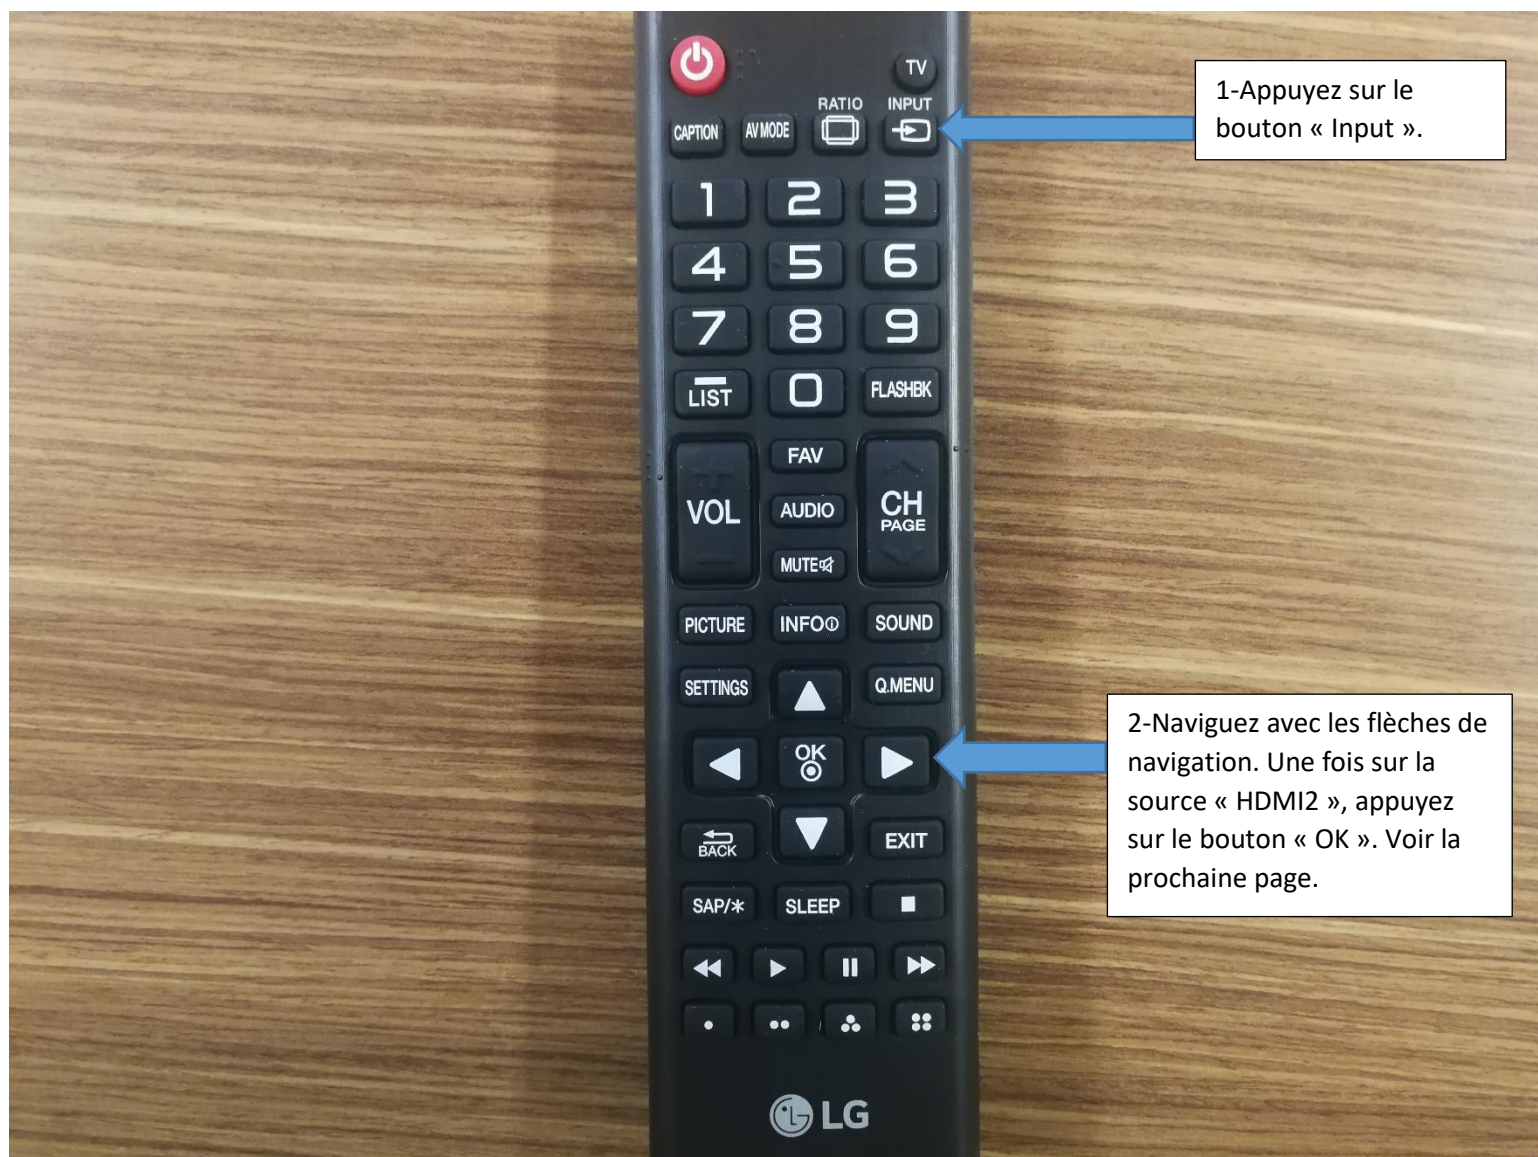 TV
RATIO INPUT
CAPTION AV MODE
1-Appuyez sur le
bouton « Input ».
1 2 3
4 5 6
7 8 9
LIST 0 FLASHBK
FAV
VOL AUDIO CH
PAGE
MUTE
PICTURE INFO SOUND
SETTINGS Q.MENU
OK
2-Naviguez avec les flèches de
navigation. Une fois sur la
source « HDMI2 », appuyez
sur le bouton « OK ». Voir la
prochaine page.
BACK EXIT
SAP/* SLEEP
LG